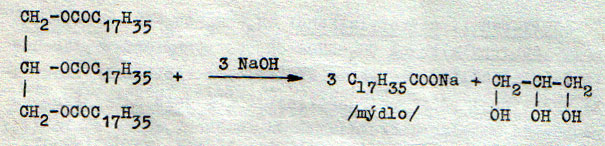 CH2-OCOC17H35
|
CH -OCOC17H35 + 3 NaOH 3 C17H35COONa + CH2-CH-CH2
| /mýdlo/ OH OH OH
CH2-OCOC17H35